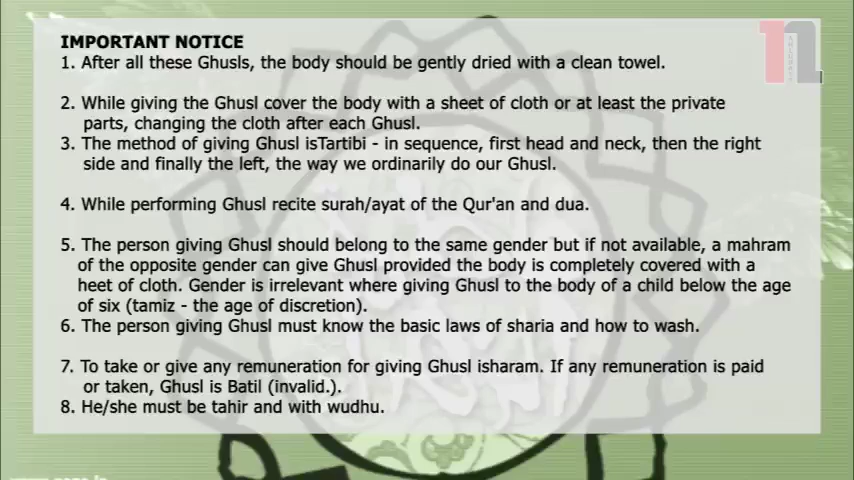 IMPORTANT NOTICE
1. After all these Ghusls, the body should be gently dried with a clean towel.
2. While giving the Ghusl cover the body with a sheet of cloth or at least the private
parts, changing the cloth after each Ghusl.
3. The method of giving Ghusl isTartibi - in sequence, first head and neck, then the right
side and finally the left, the way we ordinarily do our Ghusl.
4. While performing Ghusl recite surah/ayat of the Qur'an and dua.
5. The person giving Ghusl should belong to the same gender but if not available, a mahram
of the opposite gender can give Ghusl provided the body is completely covered with a
heet of cloth. Gender is irrelevant where giving Ghusl to the body of a child below the age
of six (tamiz - the age of discretion).
6. The person giving Ghusl must know the basic laws of sharia and how to wash.
7. To take or give any remuneration for giving Ghusl isharam. If any remuneration is paid
or taken, Ghusl is Batil (invalid.).
8. He/she must be tahir and with wudhu.